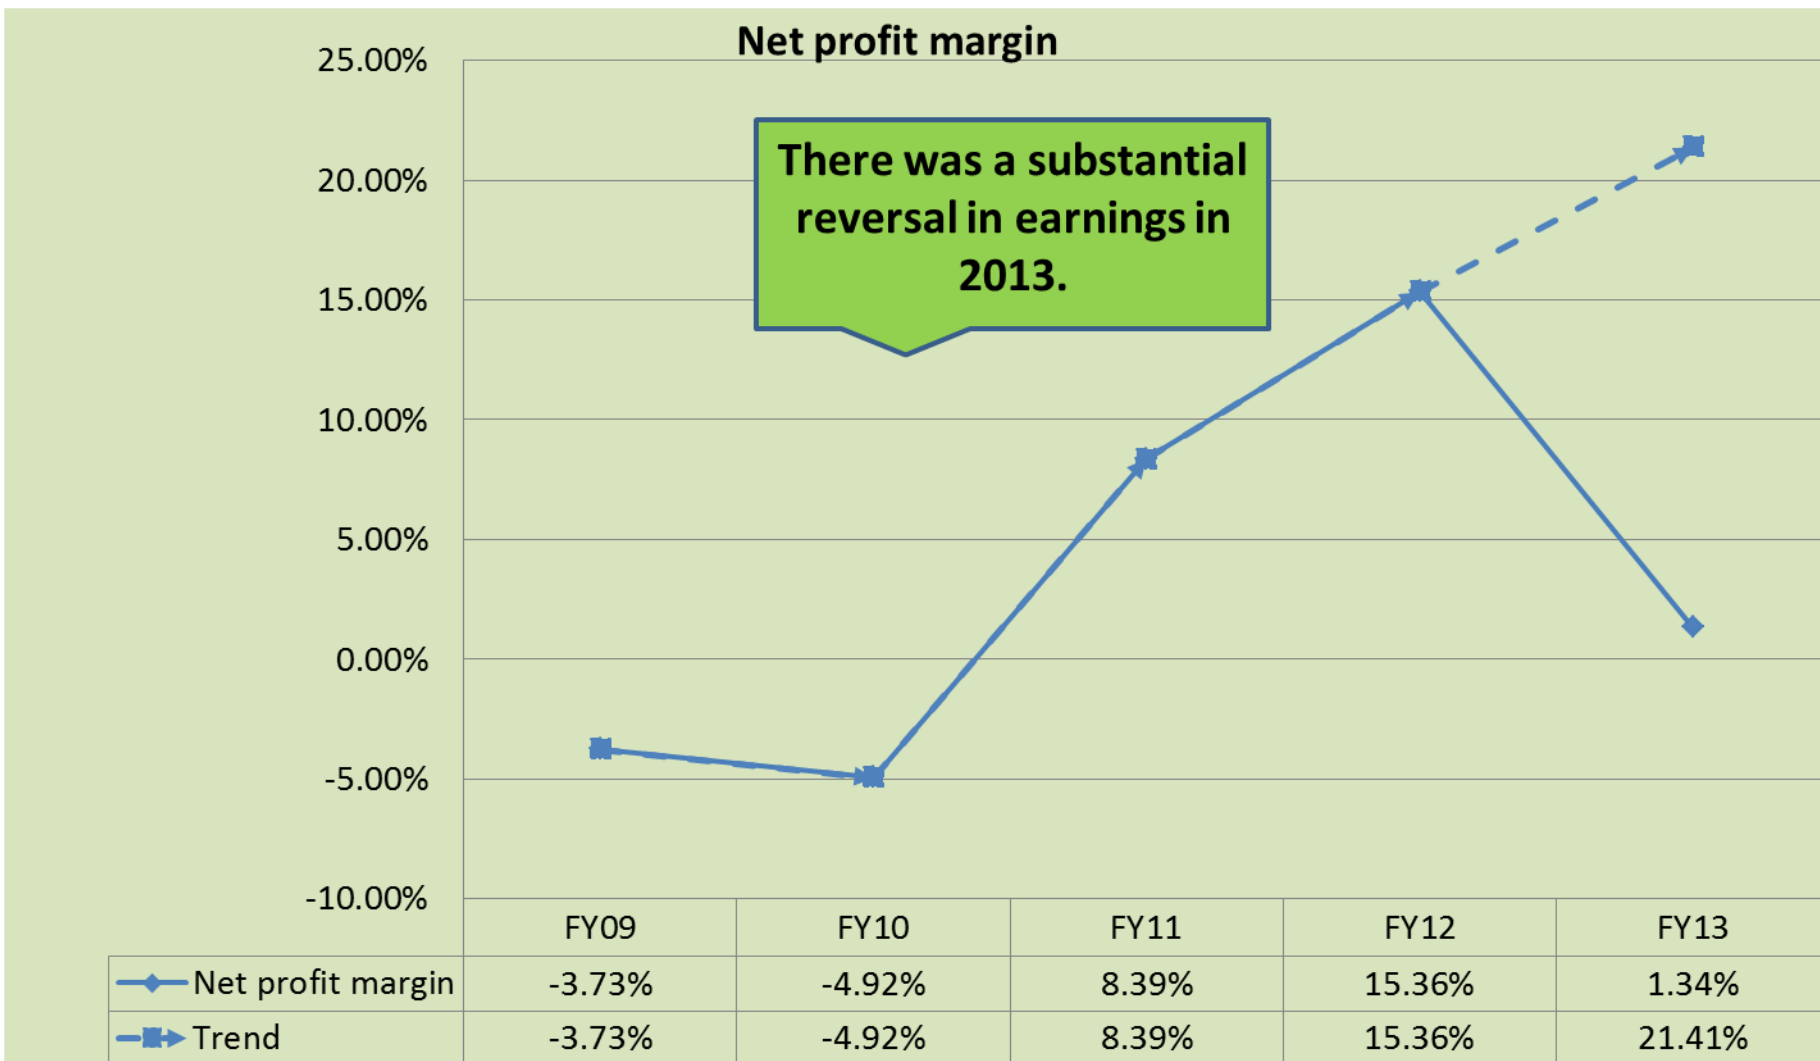 Net profit margin
25.00%
There was a substantial
reversal in earnings in
2013.
20.00%
15.00%
10.00%
5.00%
0.00%
-5.00%
-10.00%
FY09 FY10 FY11 FY12 FY13
Net profit margin -3.73% -4.92% 8.39% 15.36% 1.34%
Trend -3.73% -4.92% 8.39% 15.36% 21.41%